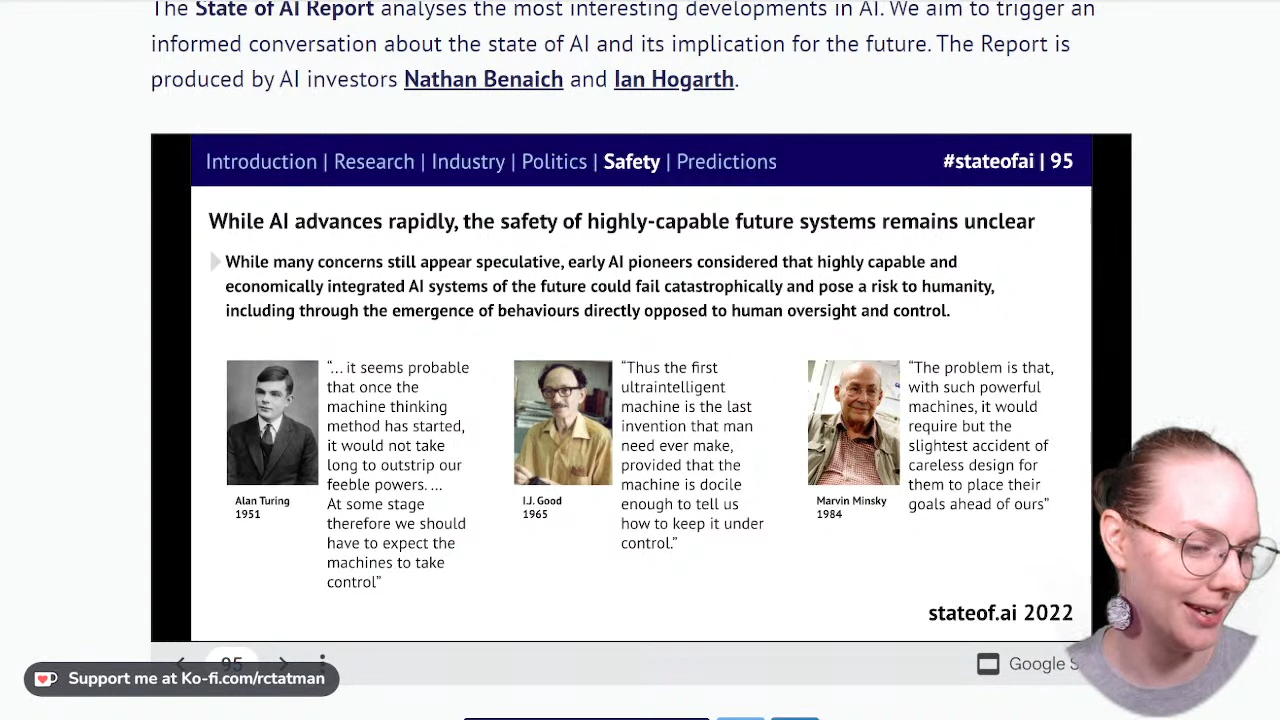 The State of AI Report analyses the most interesting developments in AI. We aim to trigger an
informed conversation about the state of AI and its implication for the future. The Report is
produced by AI investors Nathan Benaich and Ian Hogarth.
Introduction | Research | Industry | Politics | Safety | Predictions
#stateofai | 95
While AI advances rapidly, the safety of highly-capable future systems remains unclear
While many concerns still appear speculative, early AI pioneers considered that highly capable and
economically integrated AI systems of the future could fail catastrophically and pose a risk to humanity,
including through the emergence of behaviours directly opposed to human oversight and control.
“... it seems probable
that once the
machine thinking
method has started,
it would not take
long to outstrip our
feeble powers. ...
At some stage
therefore we should
have to expect the
machines to take
control”
Alan Turing
1951
“Thus the first
ultraintelligent
machine is the last
invention that man
need ever make,
provided that the
machine is docile
enough to tell us
how to keep it under
control.”
I.J. Good
1965
“The problem is that,
with such powerful
machines, it would
require but the
slightest accident of
careless design for
them to place their
goals ahead of ours”
Marvin Minsky
1984
stateof.ai 2022
95
Google S
Support me at Ko-fi.com/rctatman